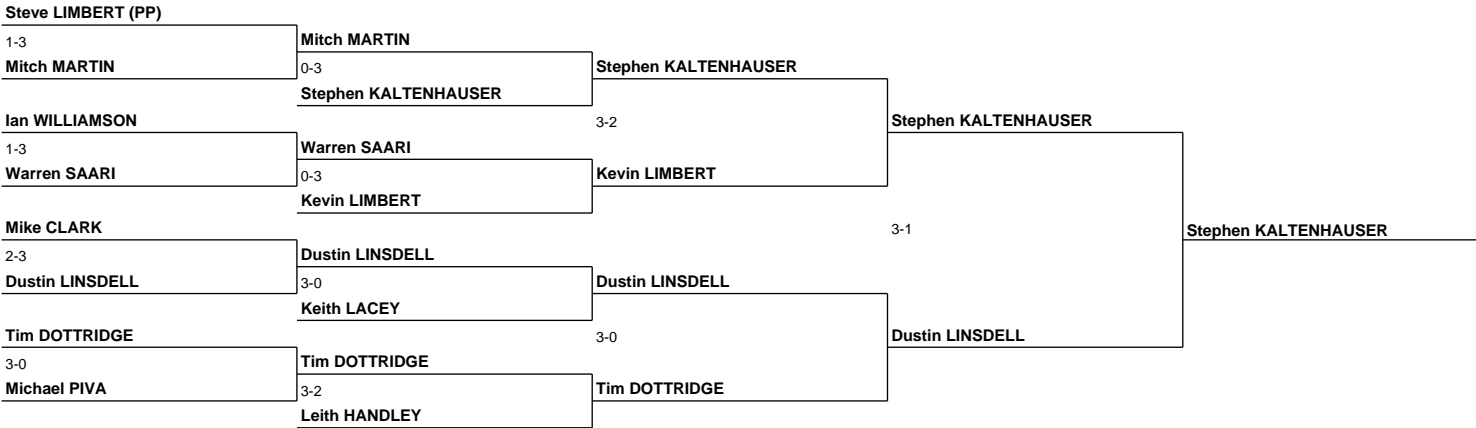 Steve LIMBERT (PP)
1-3
Mitch MARTIN
Mitch MARTIN
0-3
Stephen KALTENHAUSER
Stephen KALTENHAUSER
Ian WILLIAMSON
3-2
Stephen KALTENHAUSER
1-3
Warren SAARI
Warren SAARI
0-3
Kevin LIMBERT
Kevin LIMBERT
Mike CLARK
3-1
Stephen KALTENHAUSER
2-3
Dustin LINSDELL
Dustin LINSDELL
3-0
Dustin LINSDELL
Keith LACEY
Tim DOTTRIDGE
3-0
Dustin LINSDELL
3-0
Tim DOTTRIDGE
Michael PIVA
3-2
Tim DOTTRIDGE
Leith HANDLEY